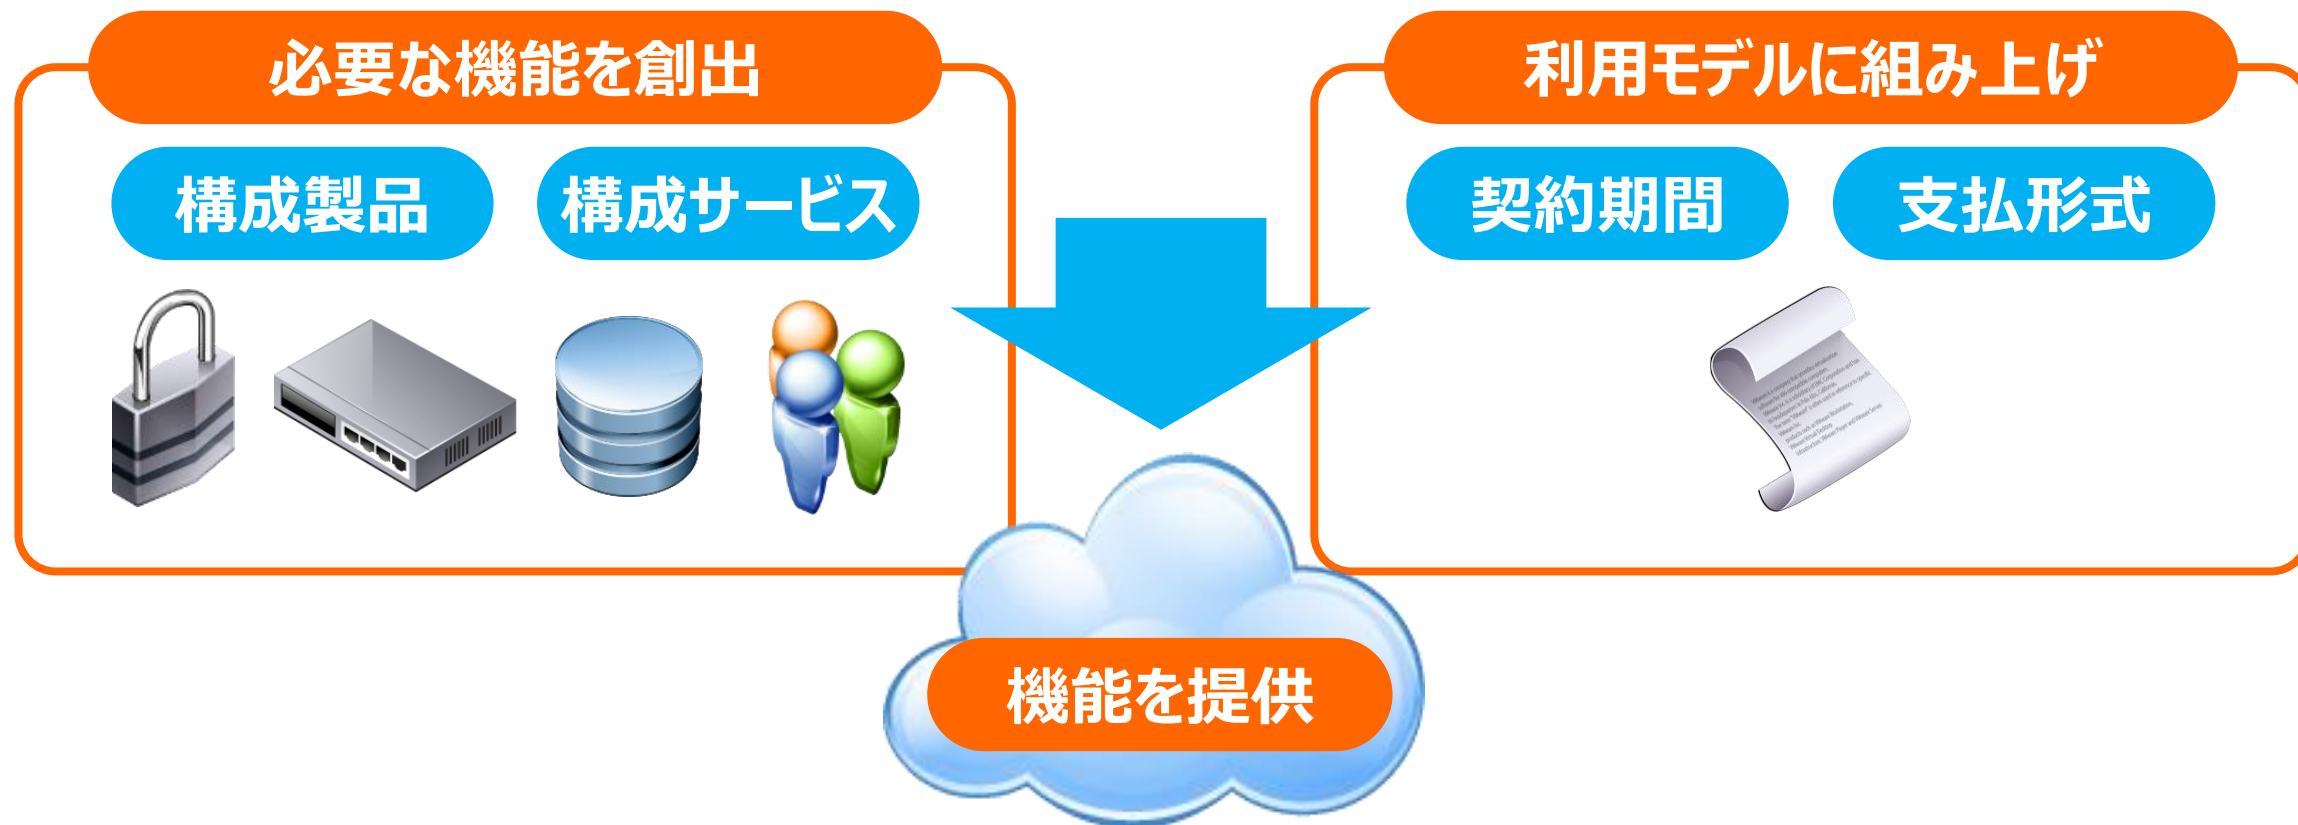 必要な機能を創出
利用モデルに組み上げ
構成製品
構成サービス
契約期間
支払形式
機能を提供